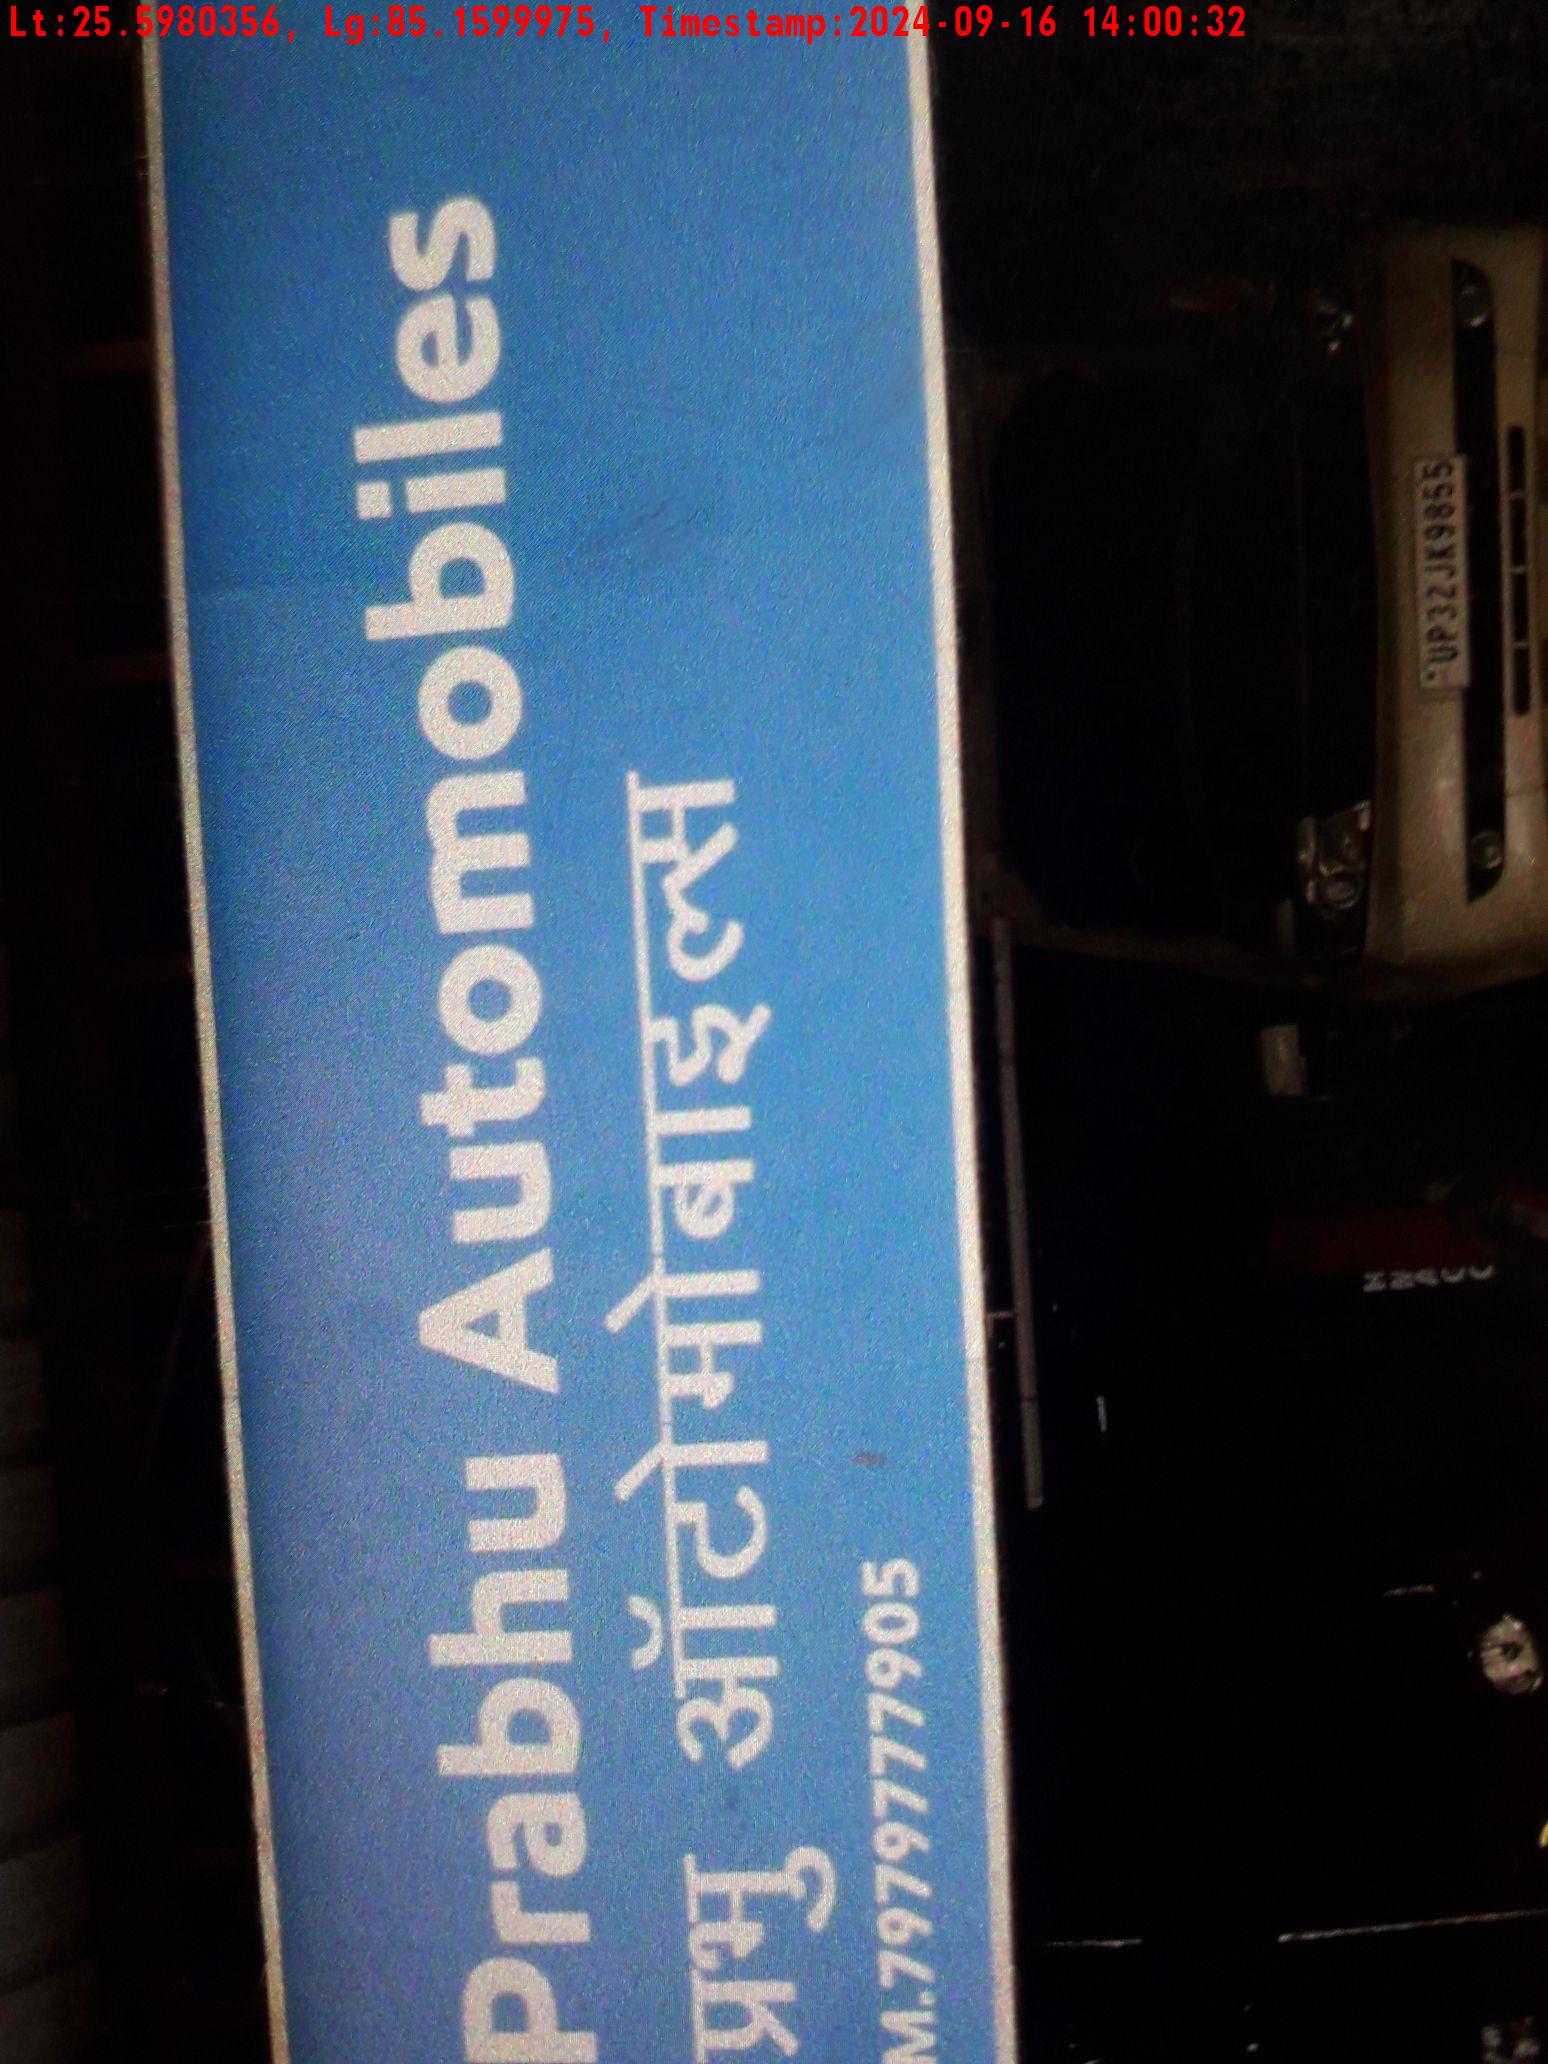 Lt:25.5980356, Lg:85.1599975, Timestamp:2024-09-16 14:00:32
Prabhu Automobiles
प्रभु ऑटोमोबाइल्स
M.7979777905
UP32JK9855